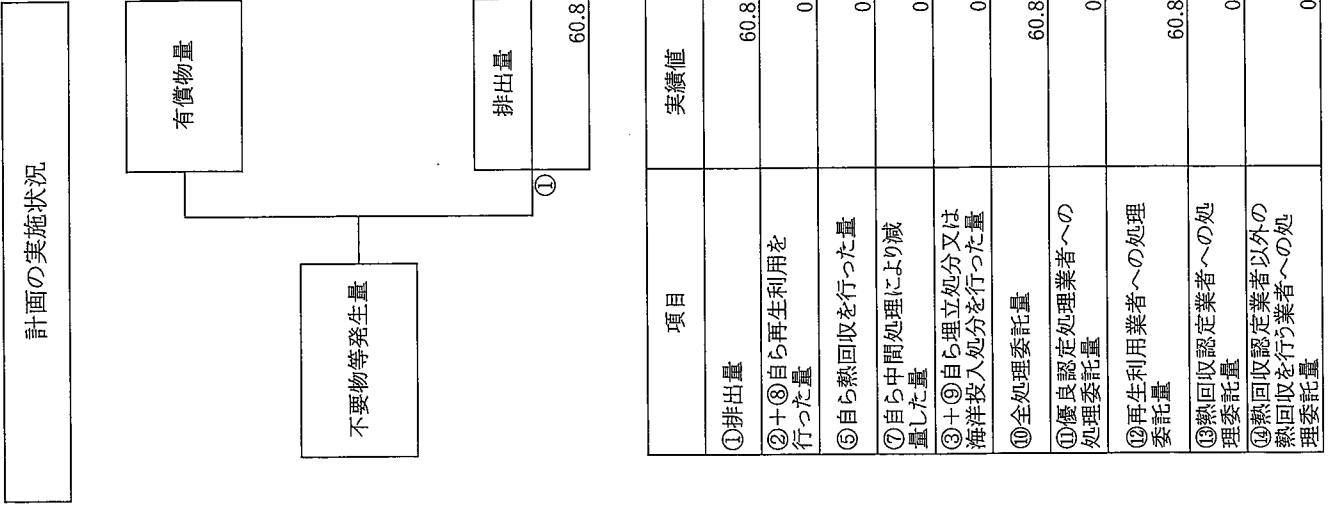 計画の実施状況
有償物量
不要物等発生量
排出量
①
60.8
項目
実績値
①排出量
60.8
②+⑧自ら再生利用を
行った量
0
⑤自ら熱回収を行った量
0
⑦自ら中間処理により減
量した量
0
③+⑨自ら埋立処分又は
海洋投入処分を行った量
0
⑩全処理委託量
60.8
⑪優良認定処理業者への
処理委託量
0
⑫再生利用業者への処理
委託量
60.8
⑬熱回収認定業者への処
理委託量
0
⑭熱回収認定業者以外の
熱回収を行う業者への処
理委託量
0